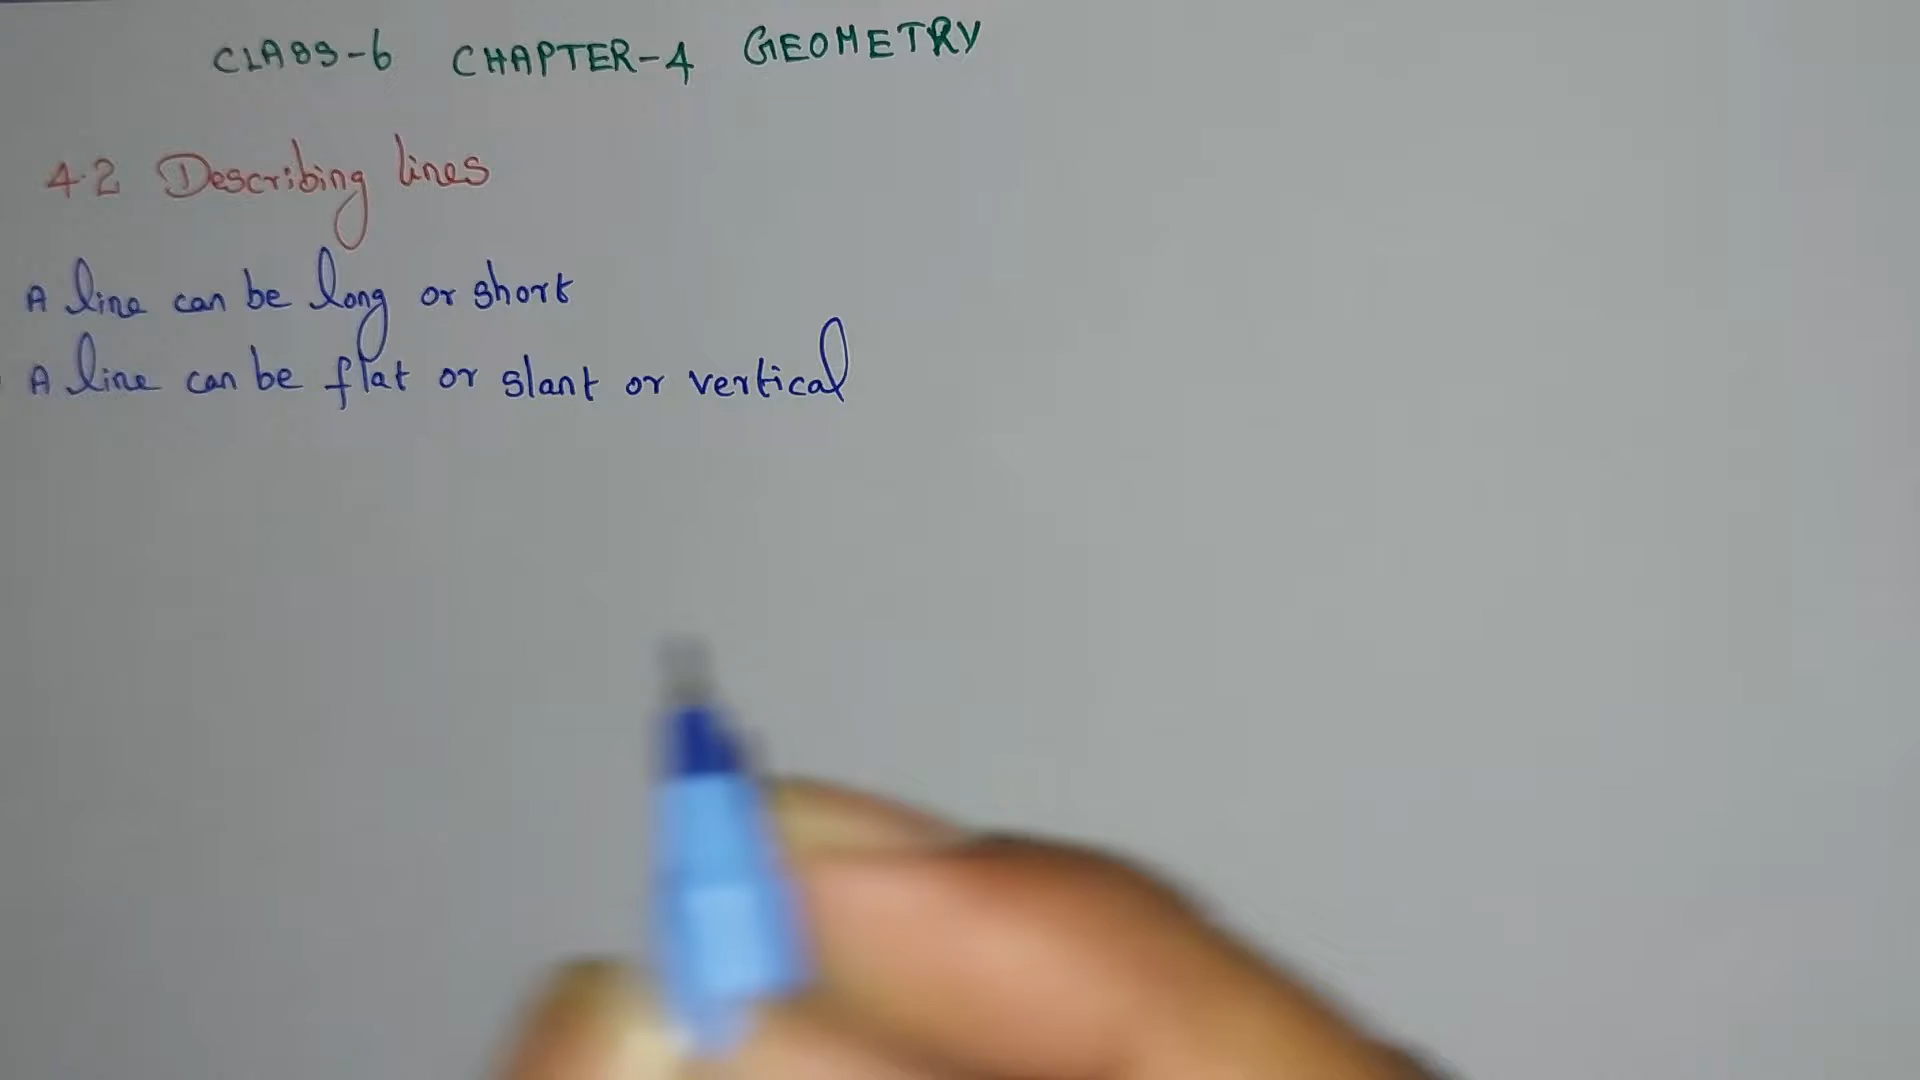 CLASS-6 CHAPTER-4 GEOMETRY
4.2 Describing lines
A line can be long or short
A line can be flat or slant or vertical